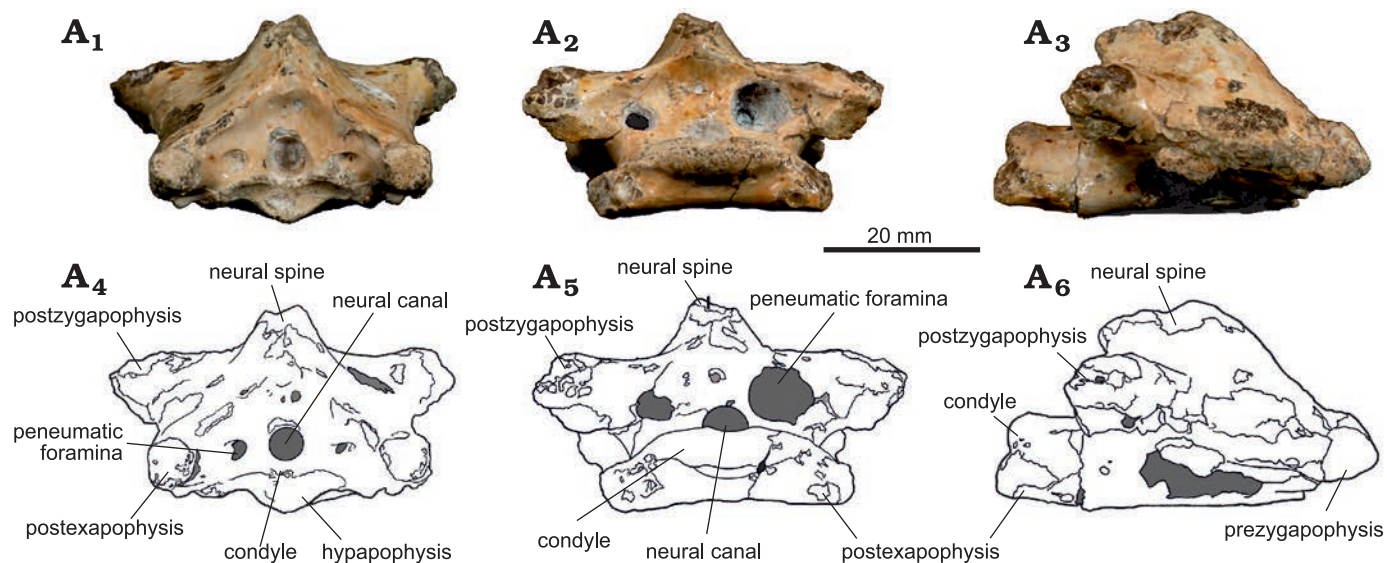 A1
A2
A3
20 mm
A4
neural spine
neural canal
postzygapophysis
peneumatic
foramina
postexapophysis
condyle
hypapophysis
A5
neural spine
peneumatic foramina
postzygapophysis
condyle
neural canal
postexapophysis
A6
neural spine
postzygapophysis
condyle
prezygapophysis